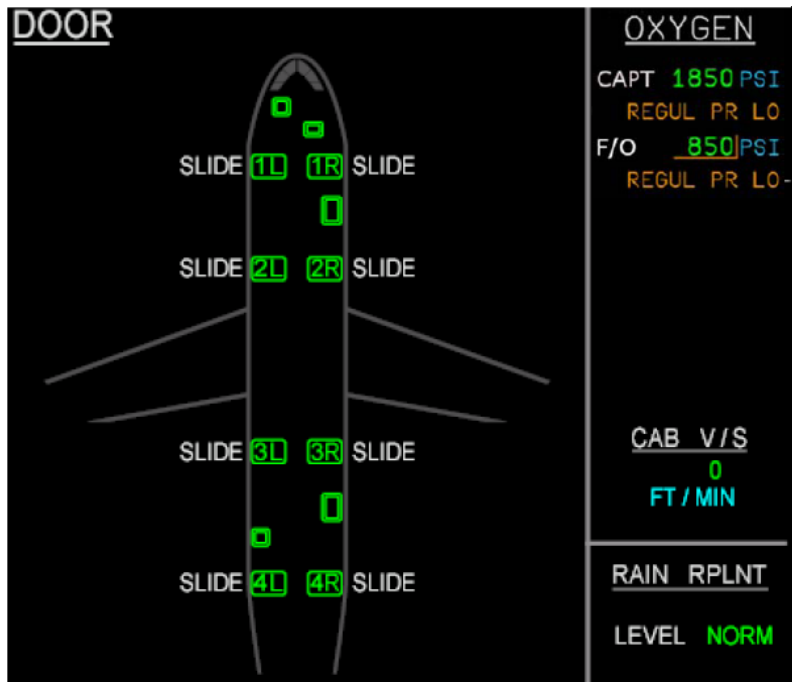 DOOR
OXYGEN
CAPT 1850 PSI
REGUL PR LO
F/O 850 PSI
REGUL PR LO-
SLIDE 1L 1R SLIDE
SLIDE 2L 2R SLIDE
SLIDE 3L 3R SLIDE
SLIDE 4L 4R SLIDE
CAB V/S
0
FT / MIN
RAIN RPLNT
LEVEL NORM